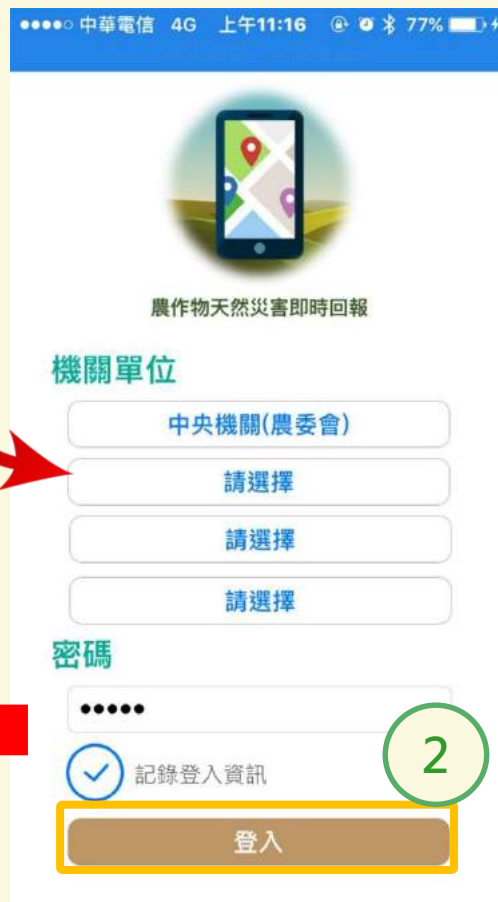 中華電信 4G 上午11:16 77%
農作物天然災害即時回報
機關單位
中央機關(農委會)
請選擇
請選擇
請選擇
密碼
•••••
2
記錄登入資訊
登入